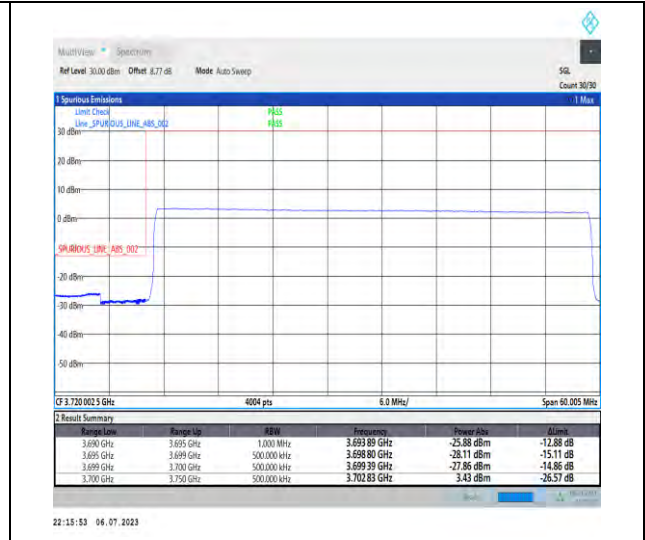 MultiView Spectrum
Ref Level 30.00 dBm Offset 8.77 dB Mode Auto Sweep SGL
Count 30/30
1 Spurious Emissions 1 Max
Limit Check PASS
Line _SPURIOUS_LINE_ABS_002 PASS
30 dBm
20 dBm
10 dBm
0 dBm
_SPURIOUS_LINE_ABS_002
-20 dBm
-30 dBm
-40 dBm
-50 dBm
CF 3.720 002 5 GHz 4004 pts 6.0 MHz/ Span 60.005 MHz
2 Result Summary
Range Low Range Up RBW Frequency Power Abs ΔLimit
3.690 GHz 3.695 GHz 1.000 MHz 3.693 89 GHz -25.88 dBm -12.88 dB
3.695 GHz 3.699 GHz 500.000 kHz 3.698 80 GHz -28.11 dBm -15.11 dB
3.699 GHz 3.700 GHz 500.000 kHz 3.699 39 GHz -27.86 dBm -14.86 dB
3.700 GHz 3.750 GHz 500.000 kHz 3.702 83 GHz 3.43 dBm -26.57 dB
22:15:53 06.07.2023